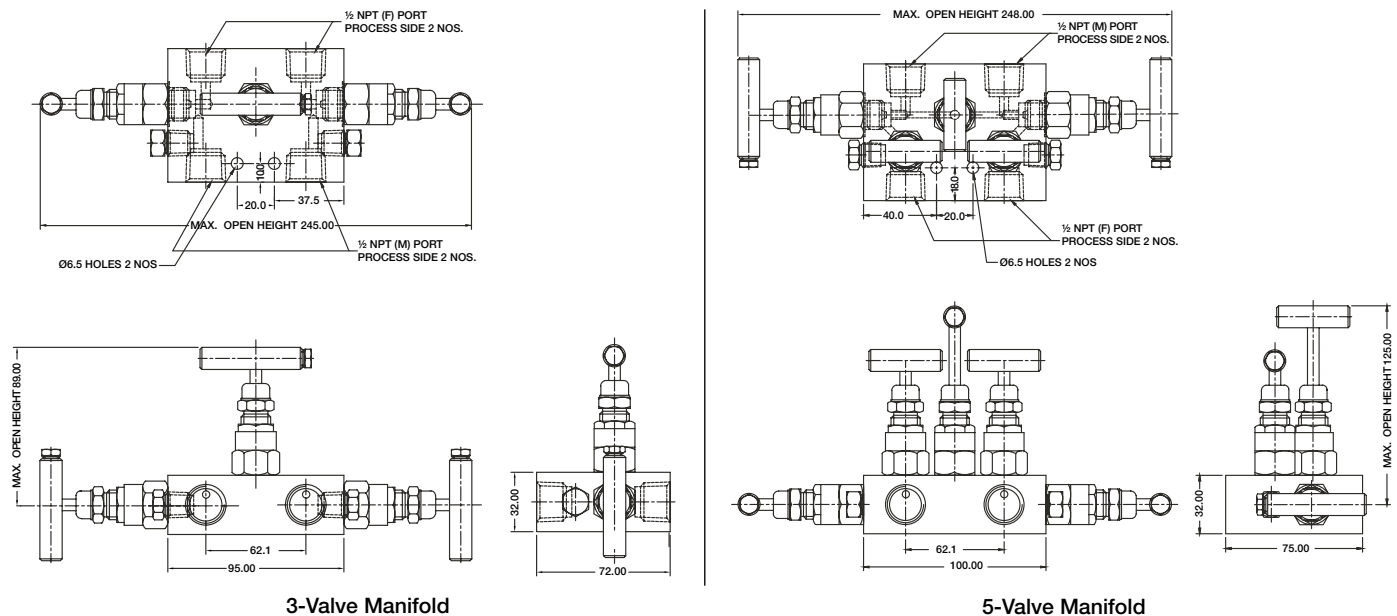 ½ NPT (F) PORT
PROCESS SIDE 2 NOS.
10.0
20.0
37.5
MAX. OPEN HEIGHT 245.00
½ NPT (M) PORT
PROCESS SIDE 2 NOS.
Ø6.5 HOLES 2 NOS
MAX. OPEN HEIGHT 89.00
62.1
95.00
32.00
72.00
3-Valve Manifold
MAX. OPEN HEIGHT 248.00
½ NPT (M) PORT
PROCESS SIDE 2 NOS.
18.0
40.0
20.0
½ NPT (F) PORT
PROCESS SIDE 2 NOS.
Ø6.5 HOLES 2 NOS
62.1
100.00
MAX. OPEN HEIGHT 125.00
32.00
75.00
5-Valve Manifold